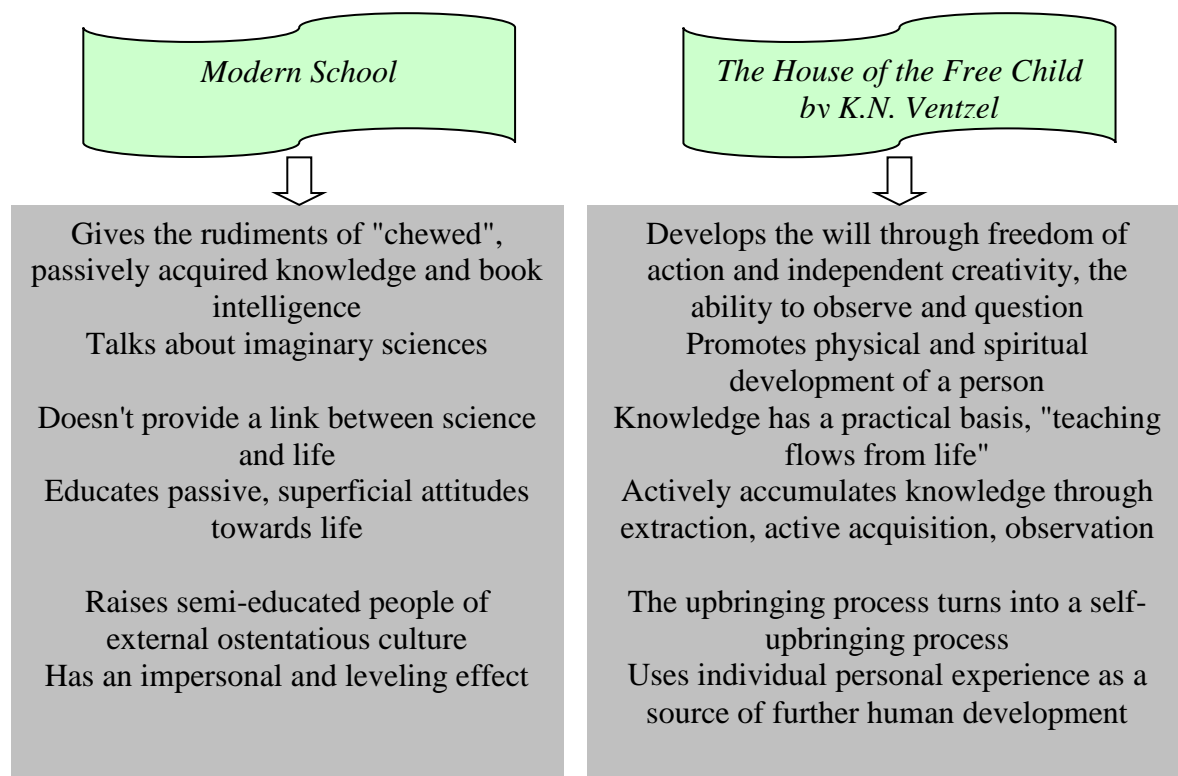 Modern School
Gives the rudiments of "chewed",
passively acquired knowledge and book
intelligence
Talks about imaginary sciences
Doesn't provide a link between science
and life
Educates passive, superficial attitudes
towards life
Raises semi-educated people of
external ostentatious culture
Has an impersonal and leveling effect
The House of the Free Child
by K.N. Ventzel
Develops the will through freedom of
action and independent creativity, the
ability to observe and question
Promotes physical and spiritual
development of a person
Knowledge has a practical basis, "teaching
flows from life"
Actively accumulates knowledge through
extraction, active acquisition, observation
The upbringing process turns into a self-
upbringing process
Uses individual personal experience as a
source of further human development